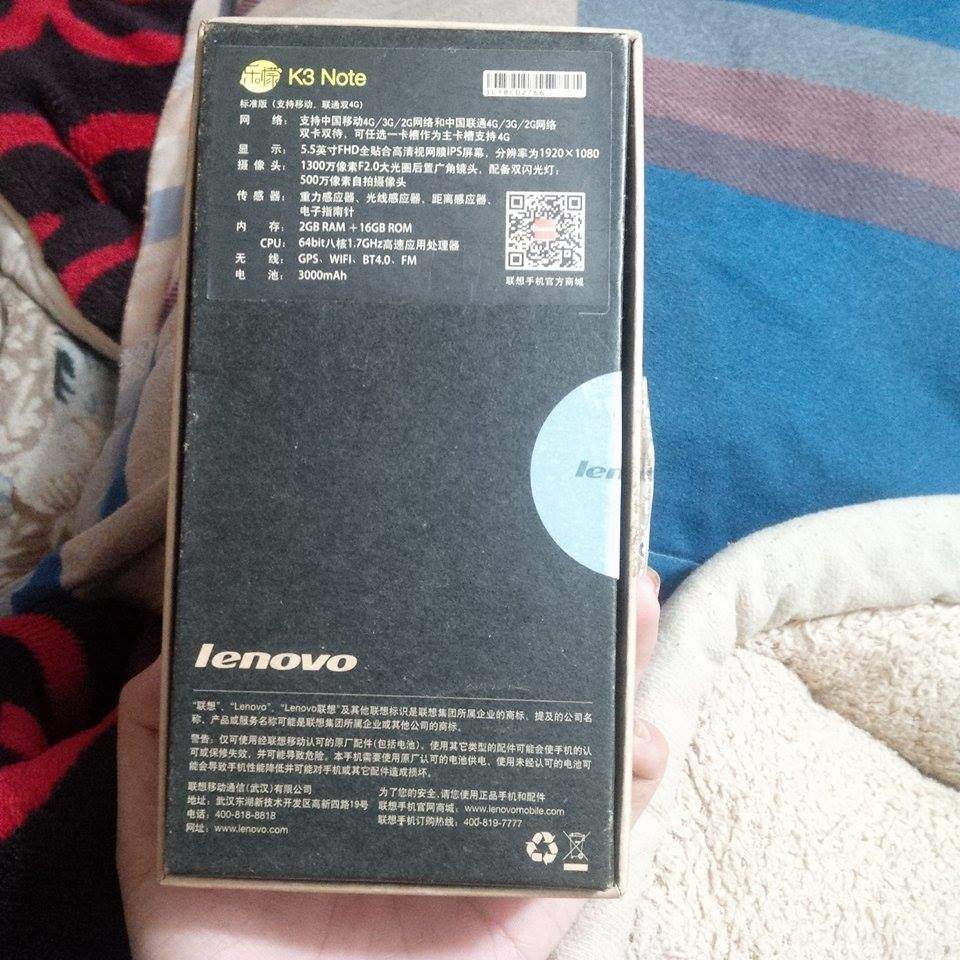 乐檬 K3 Note
标准版（支持移动、联通双4G）
网 络： 支持中国移动4G/3G/2G网络和中国联通4G/3G/2G网络
双卡双待，可任选一卡槽作为主卡槽支持4G
显 示： 5.5英寸FHD全贴合高清视网膜IPS屏幕，分辨率为1920×1080
摄 像 头： 1300万像素F2.0大光圈后置广角镜头，配备双闪光灯；
500万像素自拍摄像头
传 感 器： 重力感应器、光线感应器、距离感应器、
电子指南针
内 存： 2GB RAM + 16GB ROM
CPU： 64bit八核1.7GHz高速应用处理器
无 线： GPS、WIFI、BT4.0、FM
电 池： 3000mAh
联想手机官方商城
lenovo
lenovo
“联想”、“Lenovo”、“Lenovo联想”及其他联想标识是联想集团所属企业的商标，提及的公司名
称、产品或服务名称可能是联想集团所属企业或其他公司的商标。
警告：仅可使用经联想移动认可的原厂配件(包括电池)，使用其它类型的配件可能会使手机的认
可或保修失效，并可能导致危险。本手机需要使用原厂认可的电池供电、使用未经认可的电池可
能会导致手机性能降低并可能对手机或其它配件造成损坏。
联想移动通信(武汉)有限公司
地址：武汉东湖新技术开发区高新四路19号
电话：400-818-8818
网址：www.lenovo.com
为了您的安全,请您使用正品手机和配件
联想手机官网商城：www.lenovomobile.com
联想手机订购热线：400-819-7777